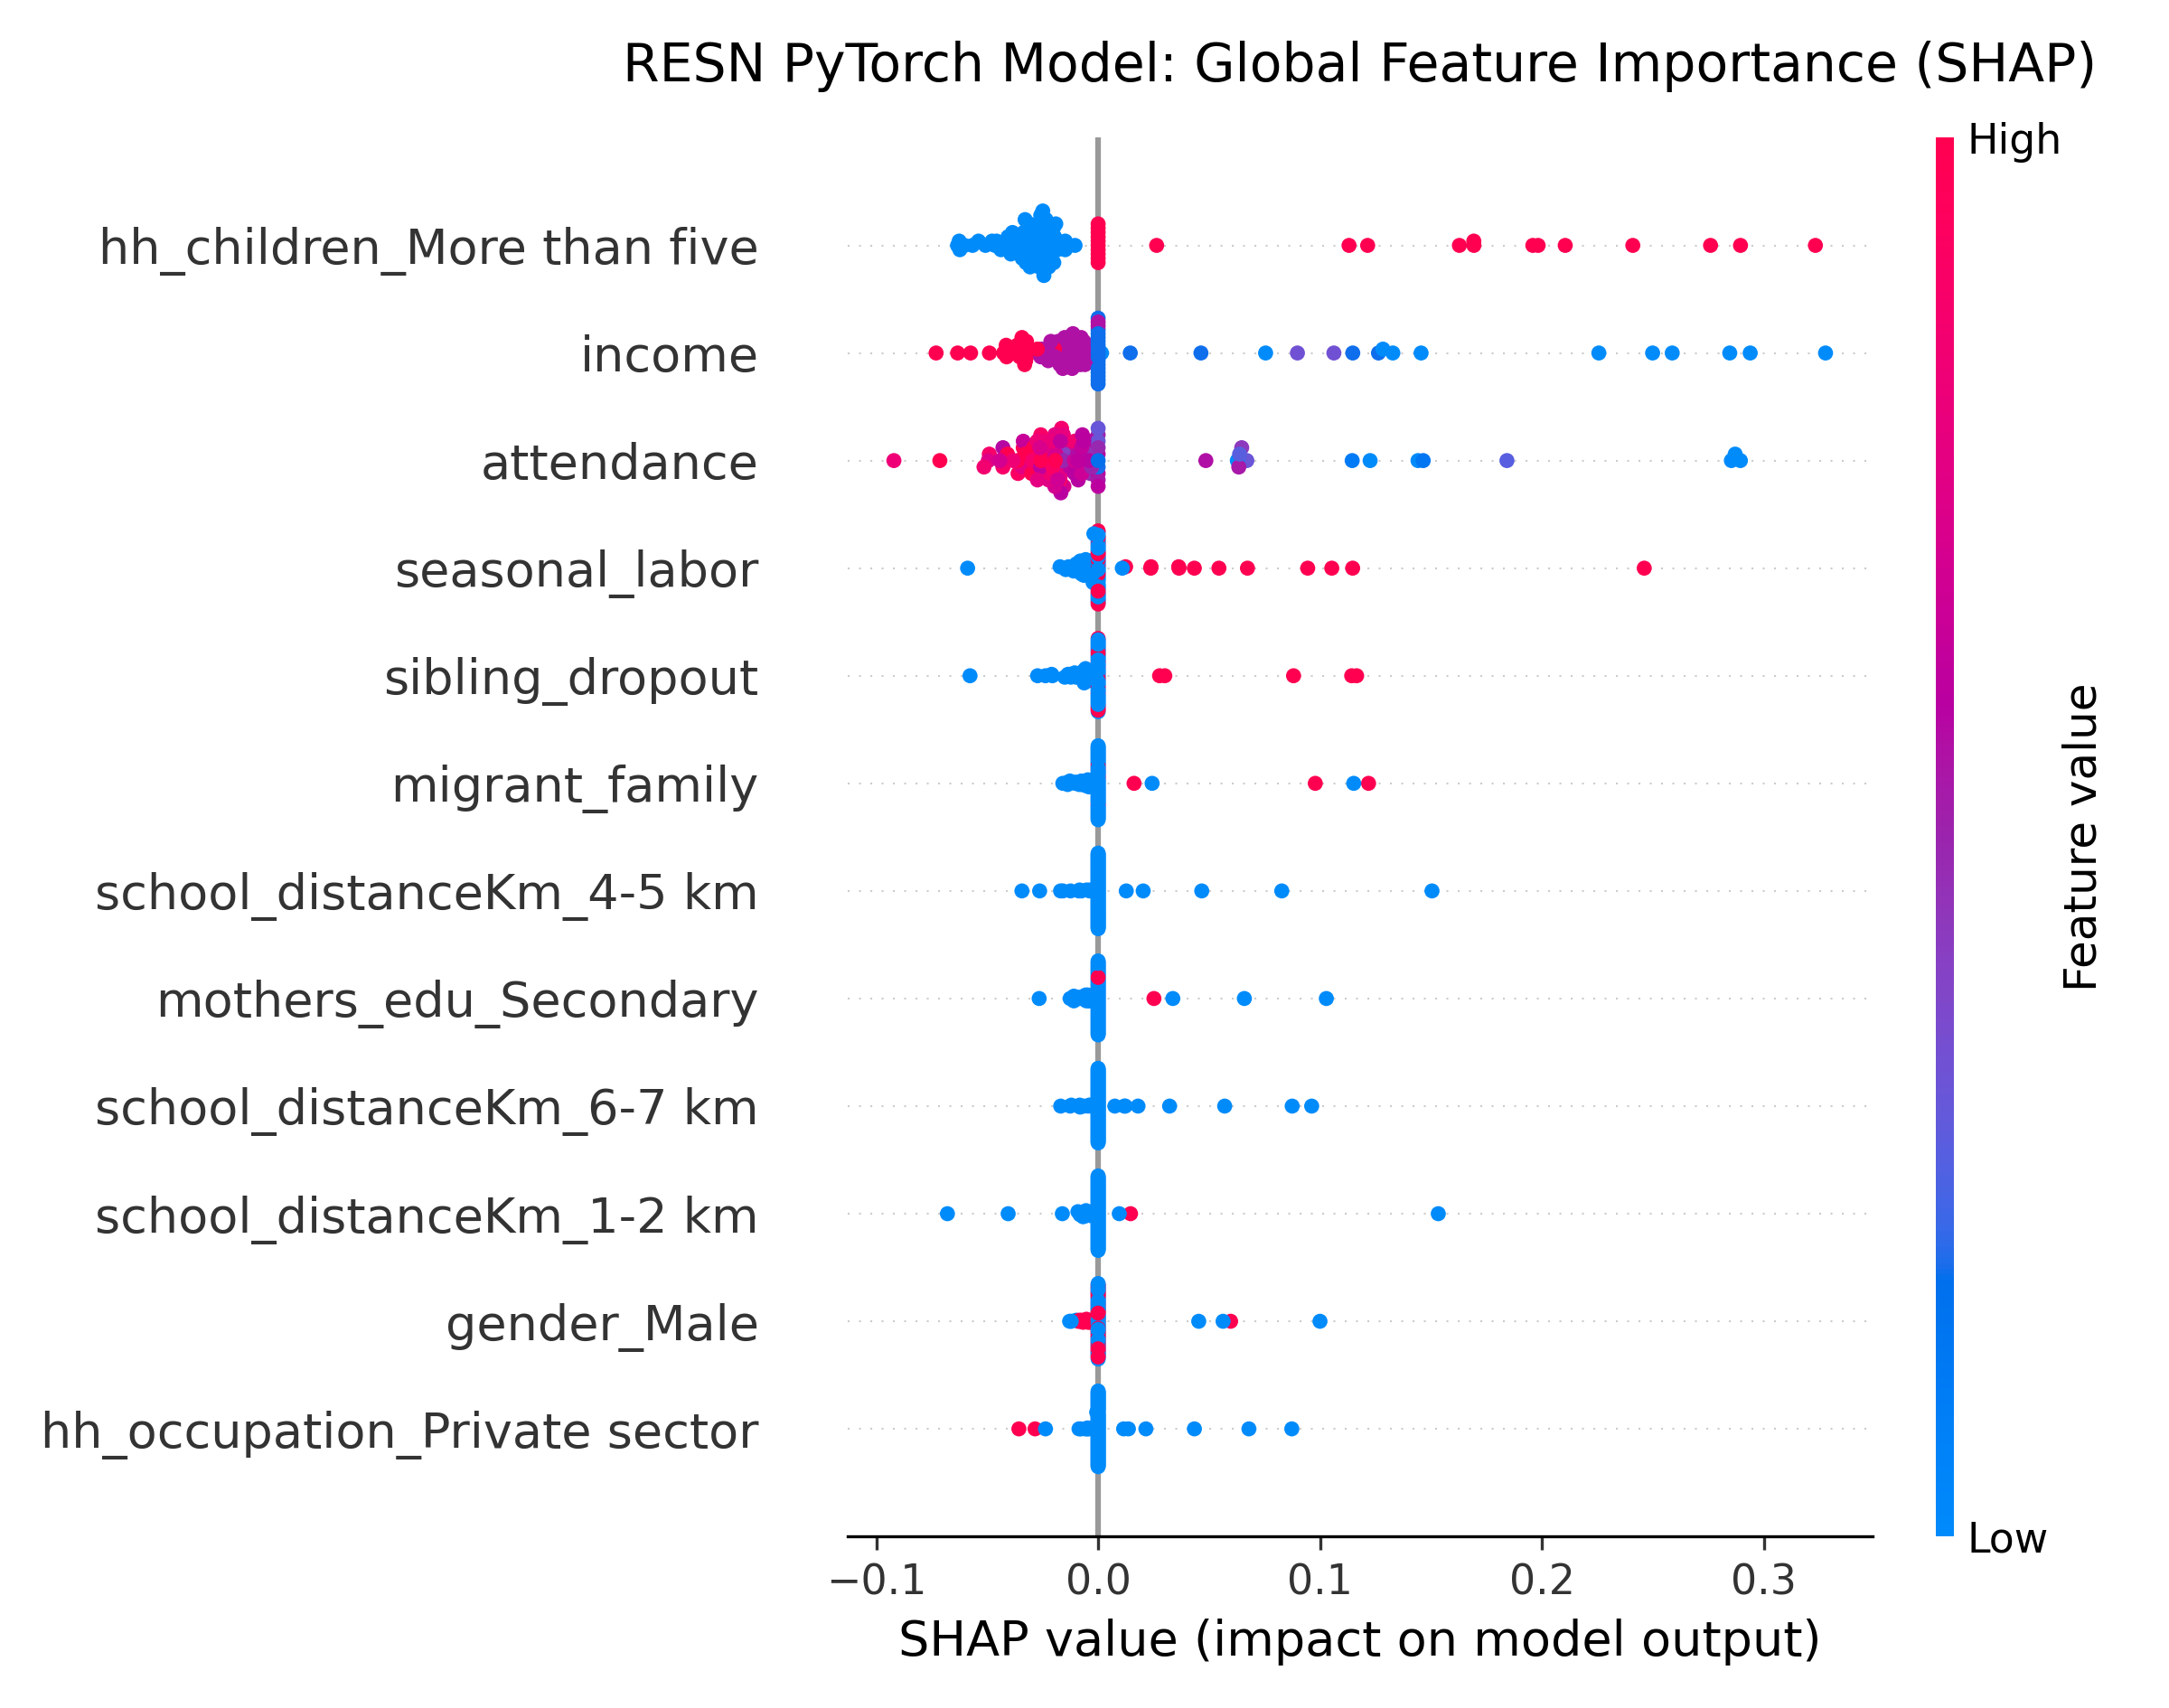 RESN PyTorch Model: Global Feature Importance (SHAP)
High
hh_children_More than five
income
attendance
seasonal_labor
sibling_dropout
migrant_family
school_distanceKm_4-5 km
mothers_edu_Secondary
school_distanceKm_6-7 km
school_distanceKm_1-2 km
gender_Male
hh_occupation_Private sector
Feature value
Low
−0.1 0.0 0.1 0.2 0.3
SHAP value (impact on model output)